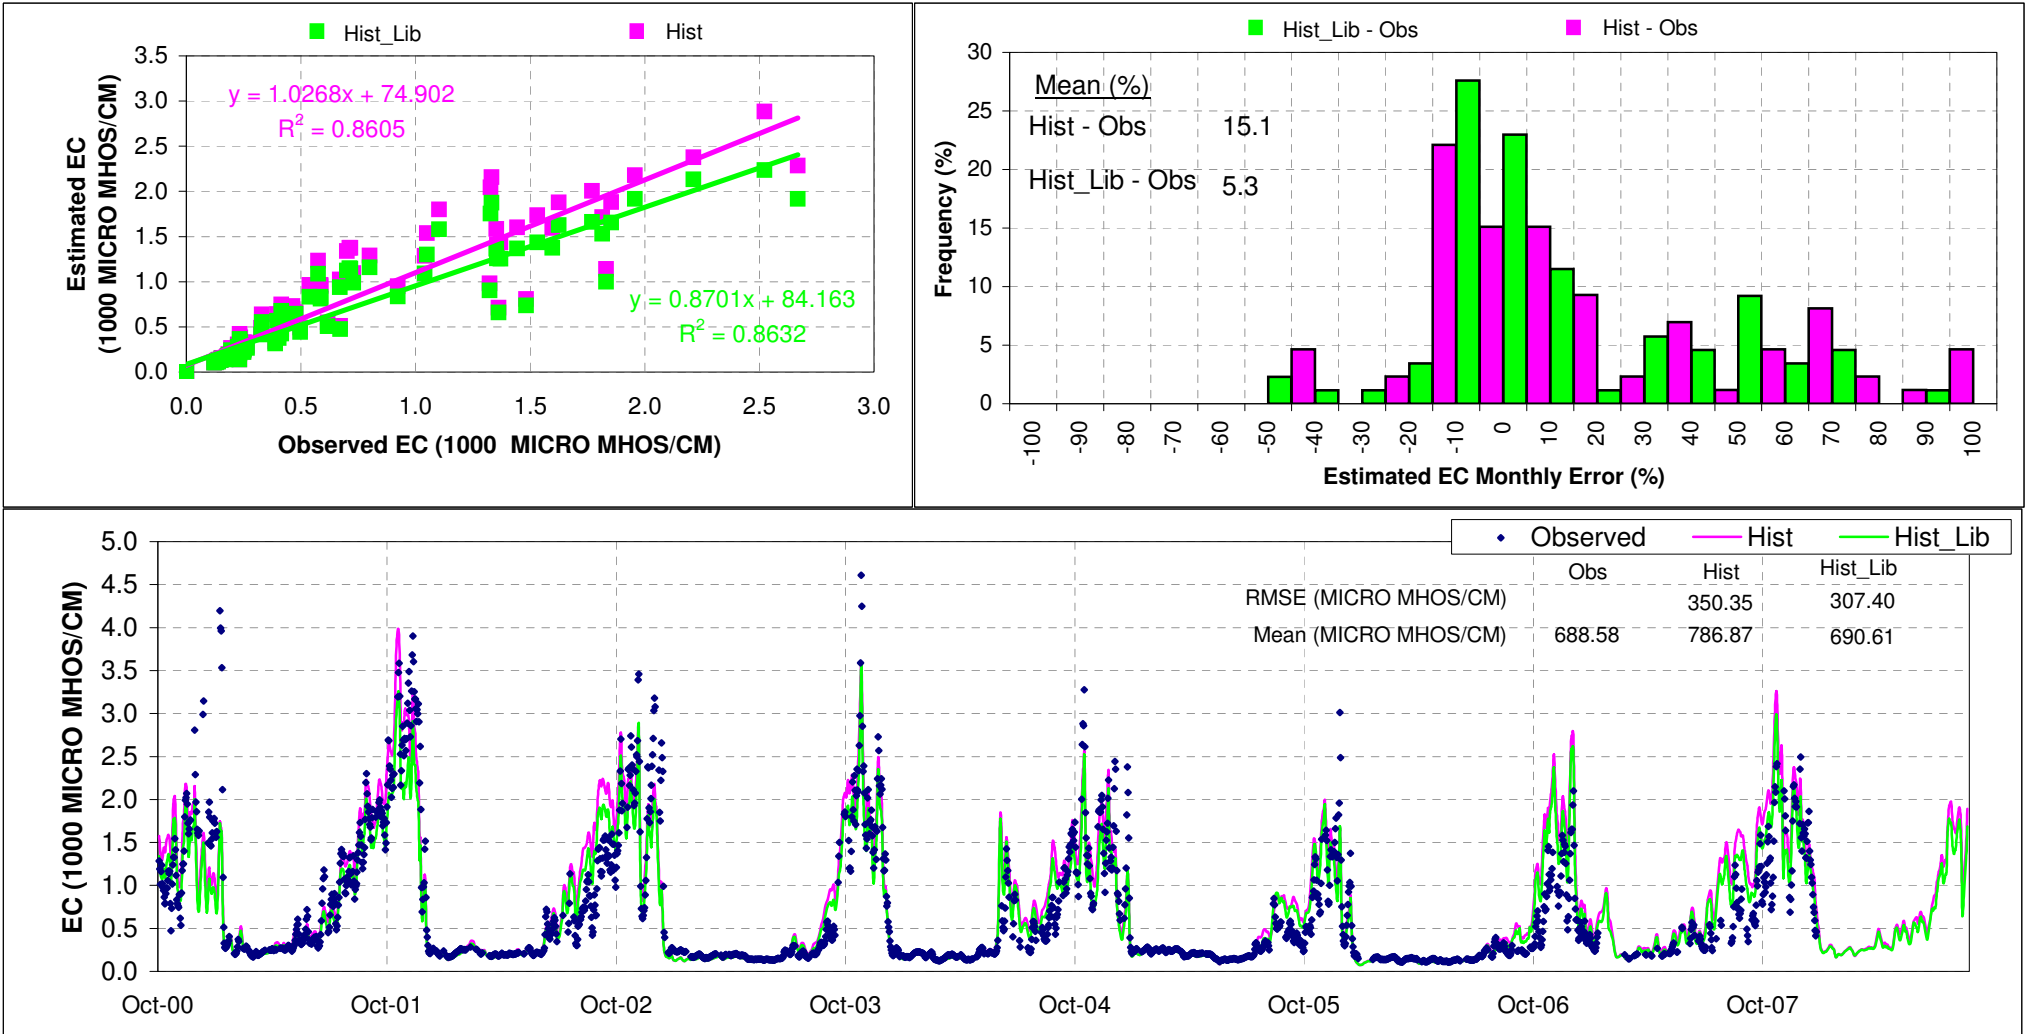 Hist_Lib Hist
3.5
3.0
2.5
2.0
1.5
1.0
0.5
0.0
Estimated EC
(1000 MICRO MHOS/CM)
y = 1.0268x + 74.902
R² = 0.8605
y = 0.8701x + 84.163
R² = 0.8632
0.0 0.5 1.0 1.5 2.0 2.5 3.0
Observed EC (1000 MICRO MHOS/CM)
Hist_Lib - Obs Hist - Obs
30
25
20
15
10
5
0
Frequency (%)
Mean (%)
Hist - Obs 15.1
Hist_Lib - Obs 5.3
-100 -90 -80 -70 -60 -50 -40 -30 -20 -10 0 10 20 30 40 50 60 70 80 90 100
Estimated EC Monthly Error (%)
Observed Hist Hist_Lib
Obs Hist Hist_Lib
RMSE (MICRO MHOS/CM) 350.35 307.40
Mean (MICRO MHOS/CM) 688.58 786.87 690.61
5.0
4.5
4.0
3.5
3.0
2.5
2.0
1.5
1.0
0.5
0.0
EC (1000 MICRO MHOS/CM)
Oct-00 Oct-01 Oct-02 Oct-03 Oct-04 Oct-05 Oct-06 Oct-07